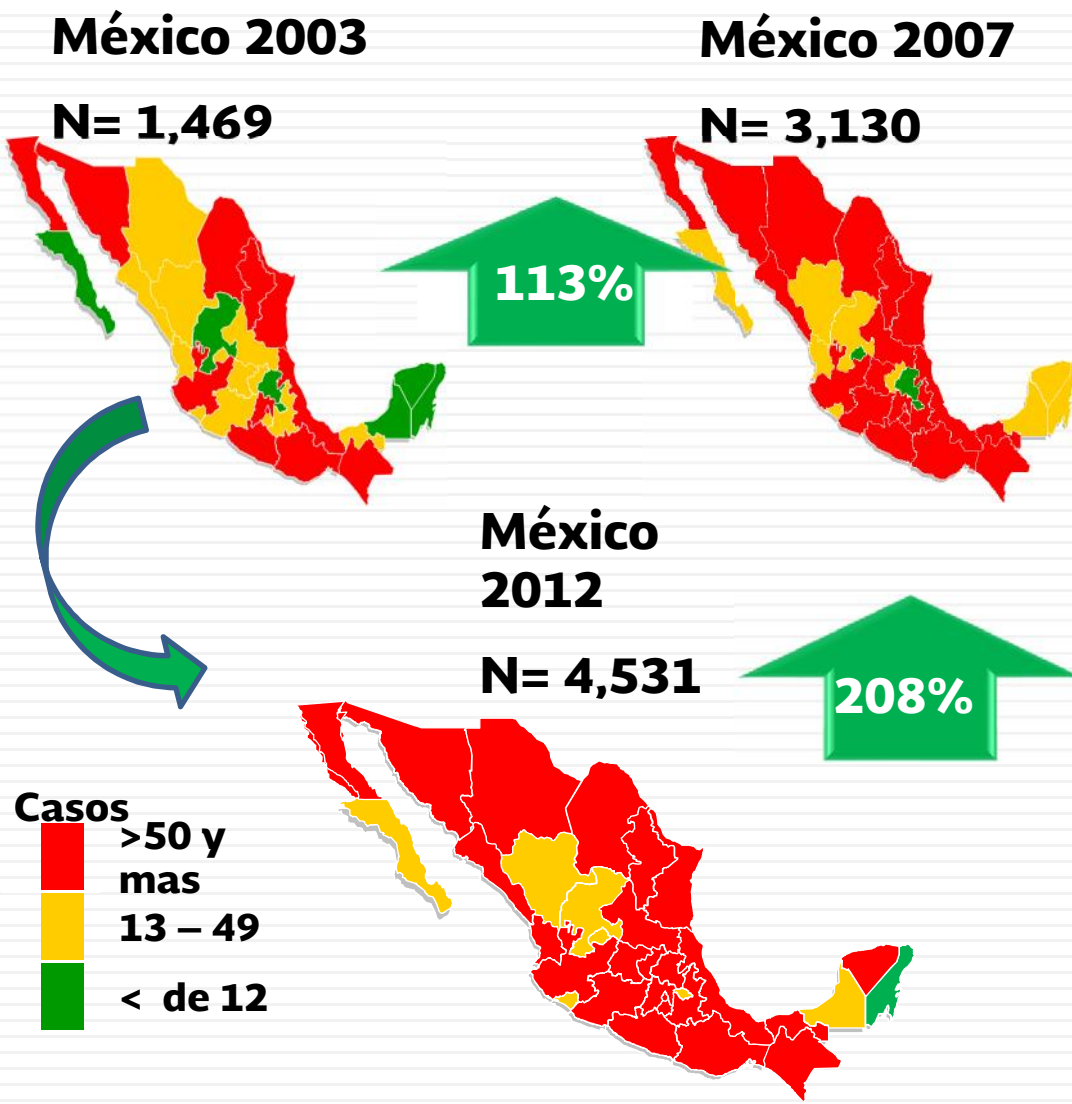 México 2003
N= 1,469
México 2007
N= 3,130
113%
México
2012
N= 4,531
208%
Casos
>50 y
mas
13 – 49
< de 12